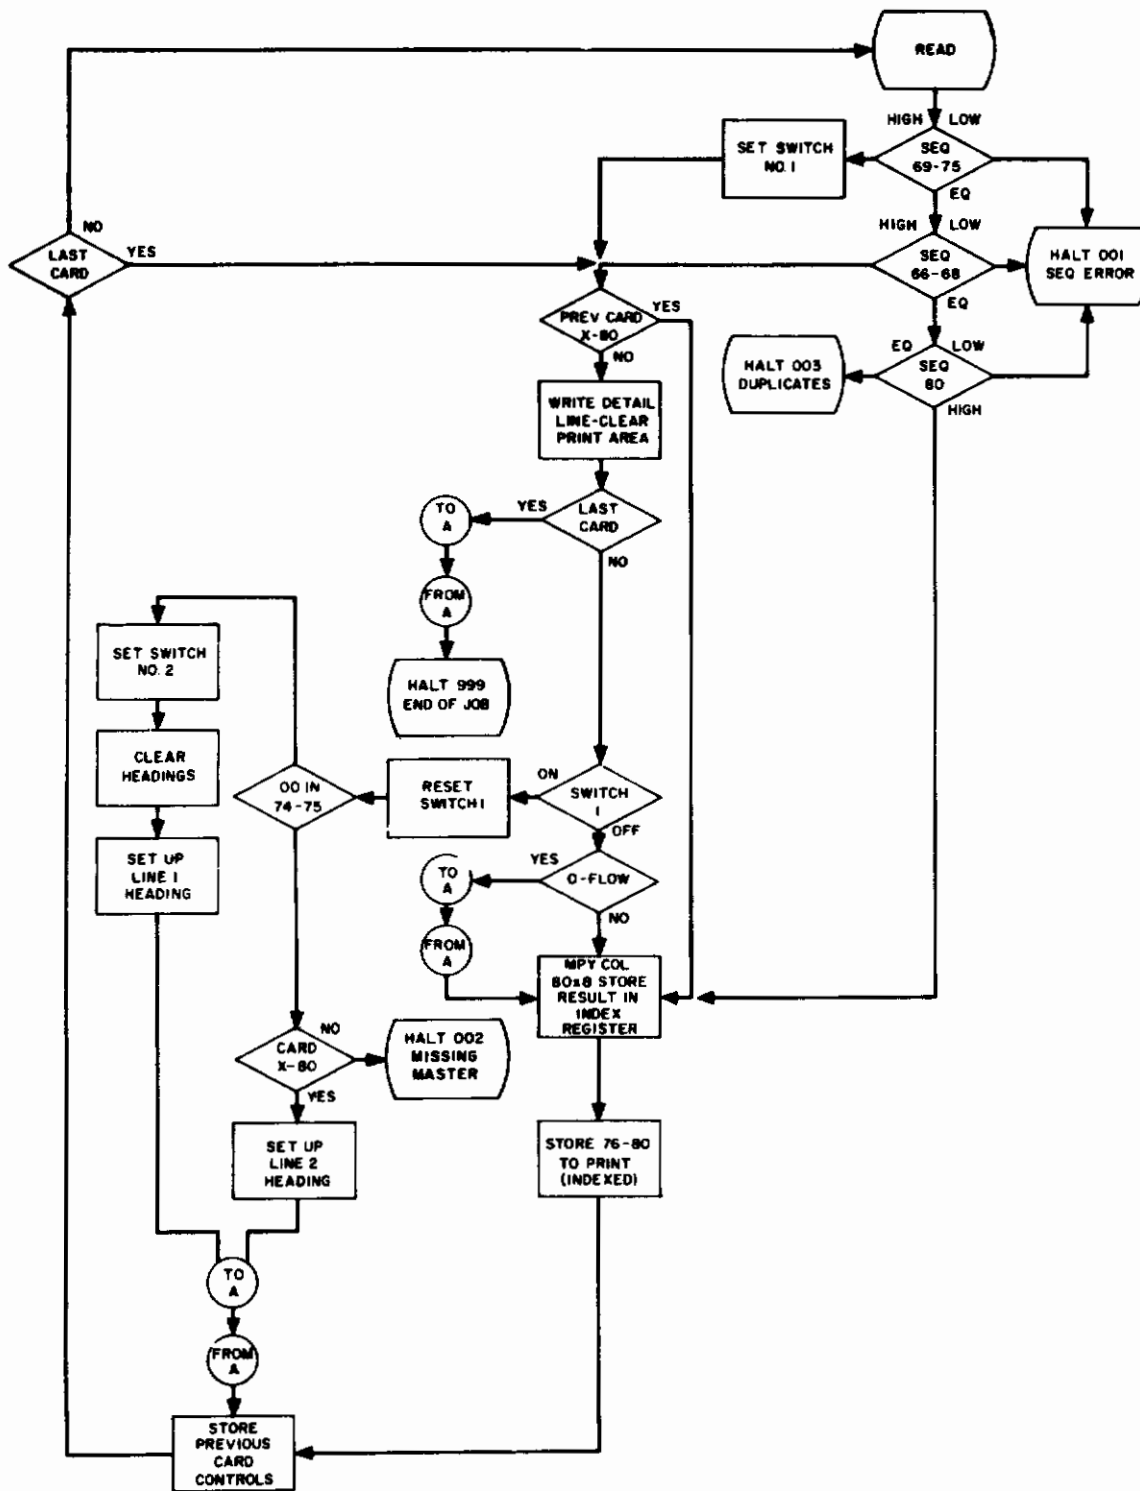 READ
HIGH LOW
SEQ
69-75
EQ
SET SWITCH
NO. 1
HIGH LOW
SEQ
66-68
EQ
HALT 001
SEQ ERROR
NO
LAST
CARD
YES
PREV CARD
X-80
YES
NO
EQ LOW
SEQ
80
HIGH
HALT 003
DUPLICATES
WRITE DETAIL
LINE-CLEAR
PRINT AREA
YES
LAST
CARD
NO
TO
A
FROM
A
HALT 999
END OF JOB
SET SWITCH
NO. 2
CLEAR
HEADINGS
SET UP
LINE 1
HEADING
OO IN
74-75
RESET
SWITCH 1
ON
SWITCH
1
OFF
YES
O-FLOW
NO
TO
A
FROM
A
MPY COL
80x8 STORE
RESULT IN
INDEX
REGISTER
NO
CARD
X-80
YES
HALT 002
MISSING
MASTER
SET UP
LINE 2
HEADING
STORE 76-80
TO PRINT
(INDEXED)
TO
A
FROM
A
STORE
PREVIOUS
CARD
CONTROLS